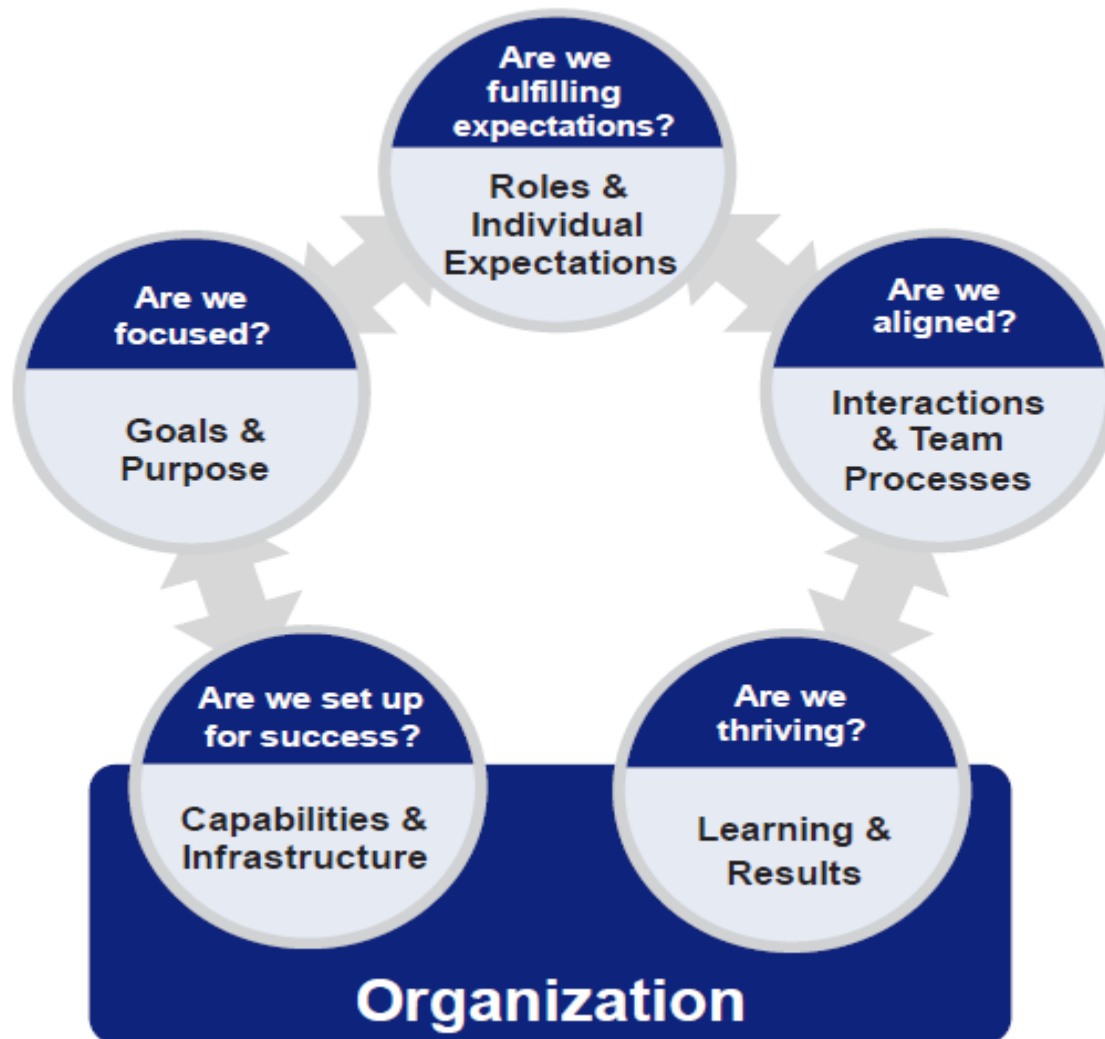 Are we
fulfilling
expectations?
Roles &
Individual
Expectations
Are we
focused?
Goals &
Purpose
Are we
aligned?
Interactions
& Team
Processes
Are we set up
for success?
Capabilities &
Infrastructure
Are we
thriving?
Learning &
Results
Organization